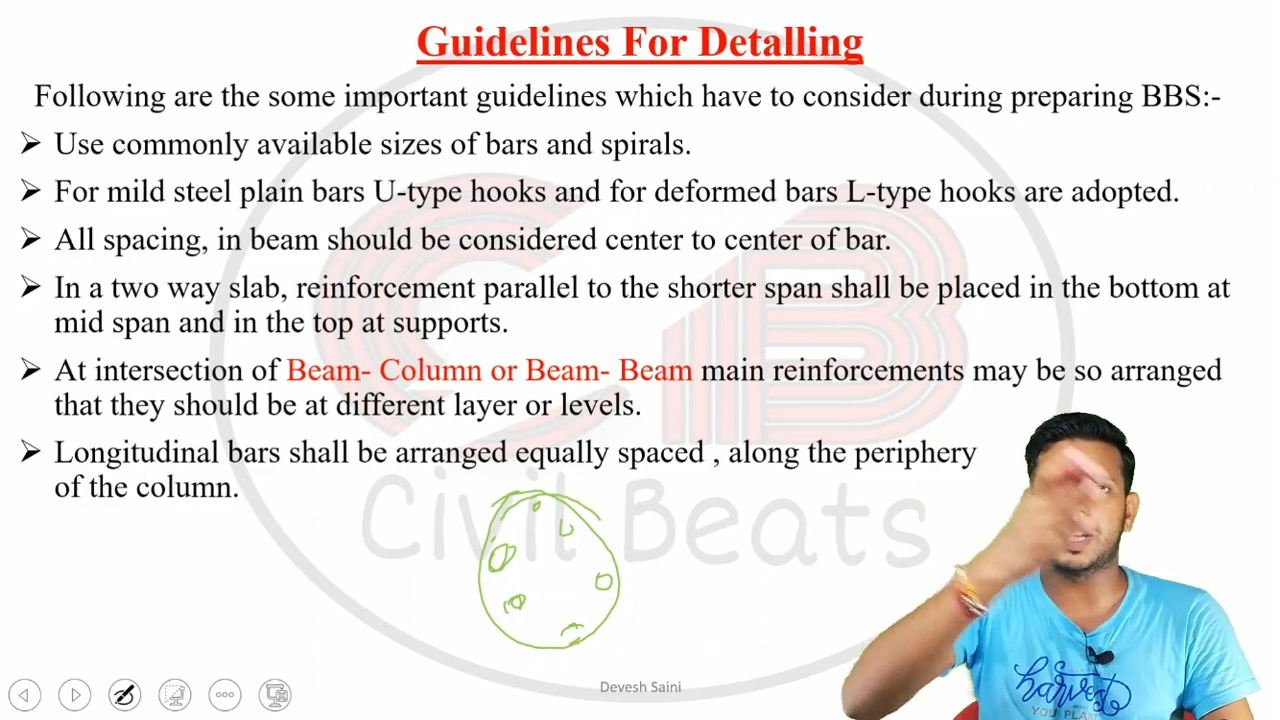 Guidelines For Detalling
Following are the some important guidelines which have to consider during preparing BBS:-
➢ Use commonly available sizes of bars and spirals.
➢ For mild steel plain bars U-type hooks and for deformed bars L-type hooks are adopted.
➢ All spacing, in beam should be considered center to center of bar.
➢ In a two way slab, reinforcement parallel to the shorter span shall be placed in the bottom at
mid span and in the top at supports.
➢ At intersection of Beam- Column or Beam- Beam main reinforcements may be so arranged
that they should be at different layer or levels.
➢ Longitudinal bars shall be arranged equally spaced , along the periphery
of the column.
CB
Civil Beats
harvest
YOU PLAN
Devesh Saini